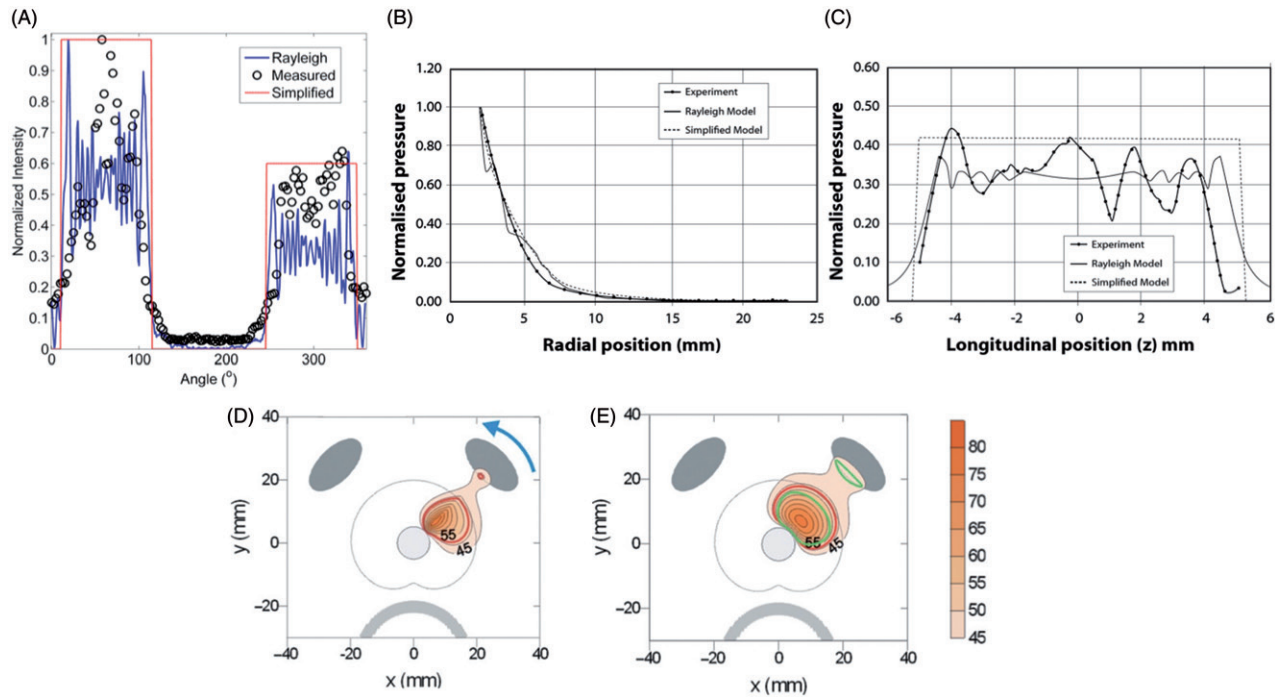 (A)
Normalized Intensity
1
0.9
0.8
0.7
0.6
0.5
0.4
0.3
0.2
0.1
0
0 100 200 300
Angle (°)
Rayleigh
Measured
Simplified
(B)
Normalised pressure
1.20
1.00
0.80
0.60
0.40
0.20
0.00
0 5 10 15 20 25
Radial position (mm)
Experiment
Rayleigh Model
Simplified Model
(C)
Normalised pressure
0.60
0.50
0.40
0.30
0.20
0.10
0.00
-6 -4 -2 0 2 4 6
Longitudinal position (z) mm
Experiment
Rayleigh Model
Simplified Model
(D)
y (mm)
40
20
0
−20
−40 −20 0 20 40
x (mm)
55
45
(E)
y (mm)
40
20
0
−20
−40 −20 0 20 40
x (mm)
55
45
80
75
70
65
60
55
50
45